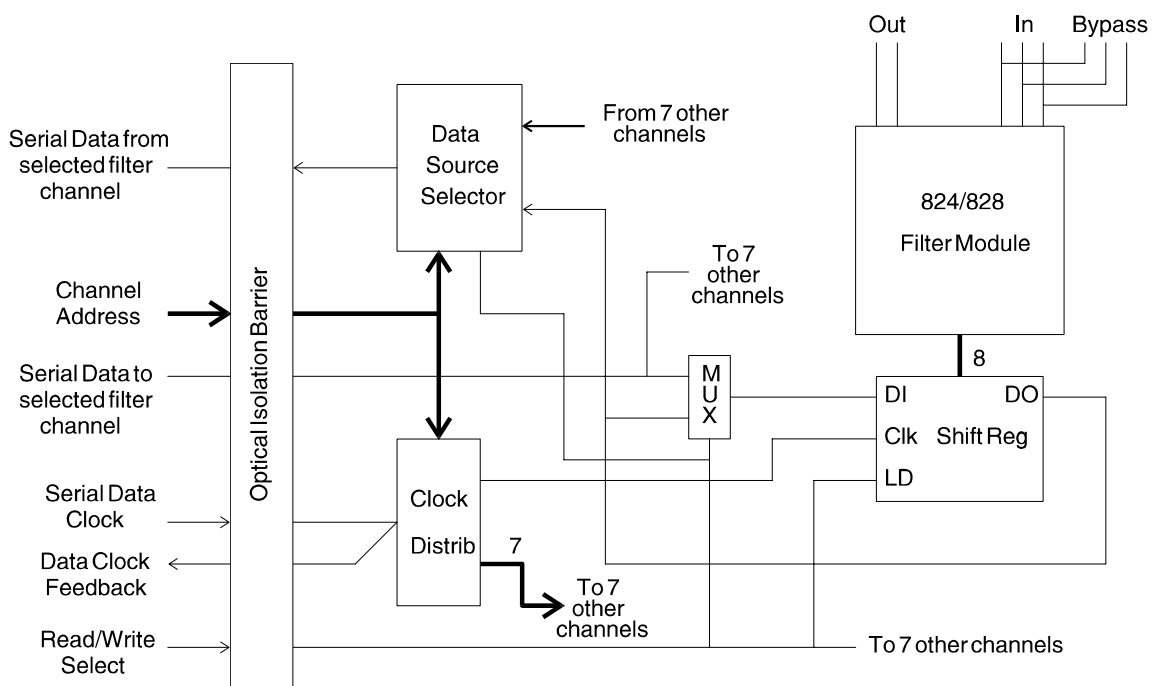 Out
In
Bypass
Serial Data from
selected filter
channel
Data
Source
Selector
From 7 other
channels
824/828
Filter Module
Channel
Address
Optical Isolation Barrier
To 7
other
channels
8
Serial Data to
selected filter
channel
M
U
X
DI
DO
Clk
Shift Reg
LD
Serial Data
Clock
Data Clock
Feedback
Clock
Distrib
7
To 7
other
channels
Read/Write
Select
To 7 other channels